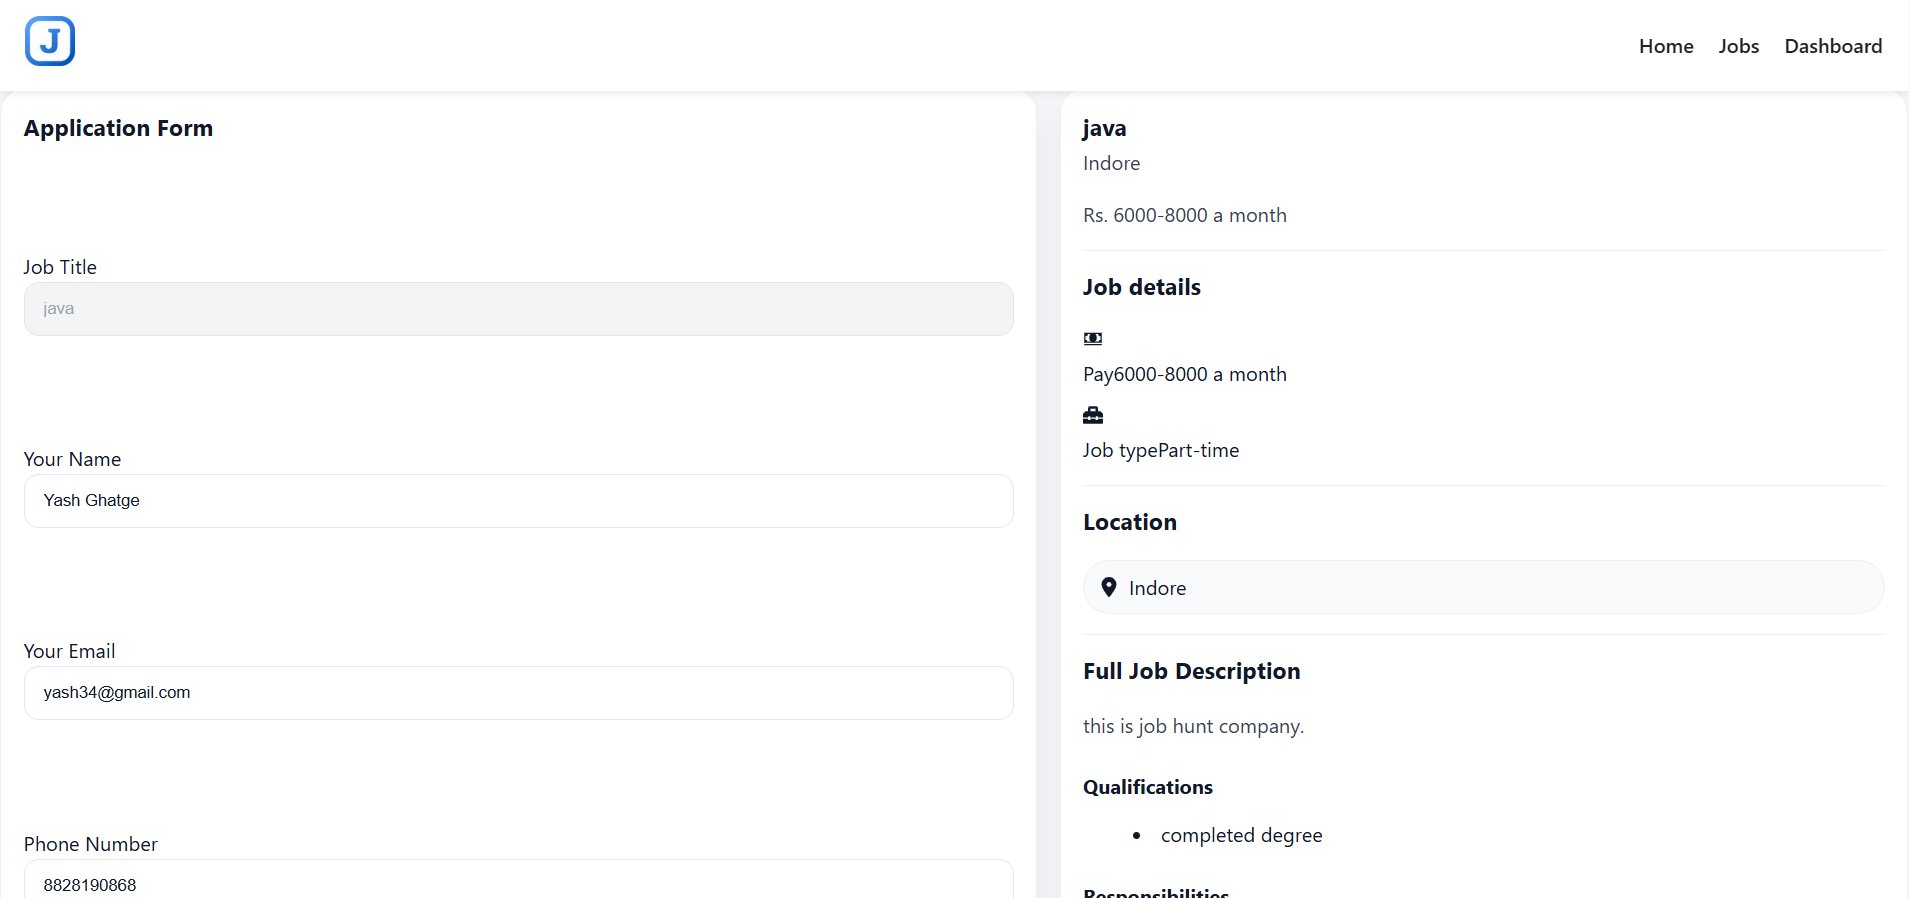 J
Home Jobs Dashboard
Application Form
Job Title
java
Your Name
Yash Ghatge
Your Email
yash34@gmail.com
Phone Number
8828190868
java
Indore
Rs. 6000-8000 a month
Job details
Pay6000-8000 a month
Job typePart-time
Location
Indore
Full Job Description
this is job hunt company.
Qualifications
• completed degree
Responsibilities